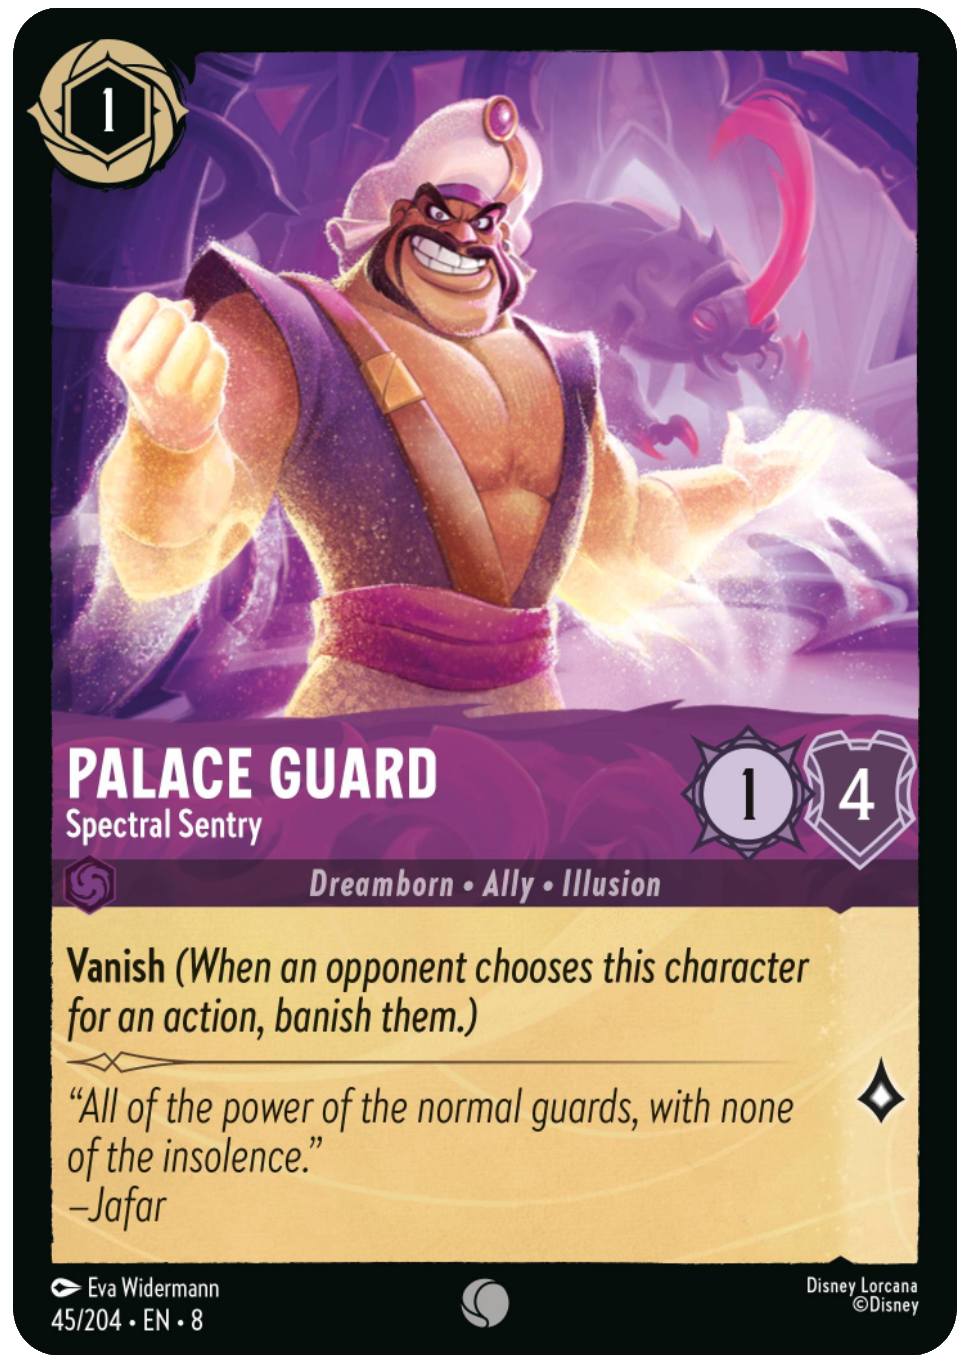 1
PALACE GUARD
Spectral Sentry
1
4
Dreamborn • Ally • Illusion
Vanish (When an opponent chooses this character
for an action, banish them.)
“All of the power of the normal guards, with none
of the insolence.”
–Jafar
Eva Widermann
45/204 • EN • 8
Disney Lorcana
©Disney